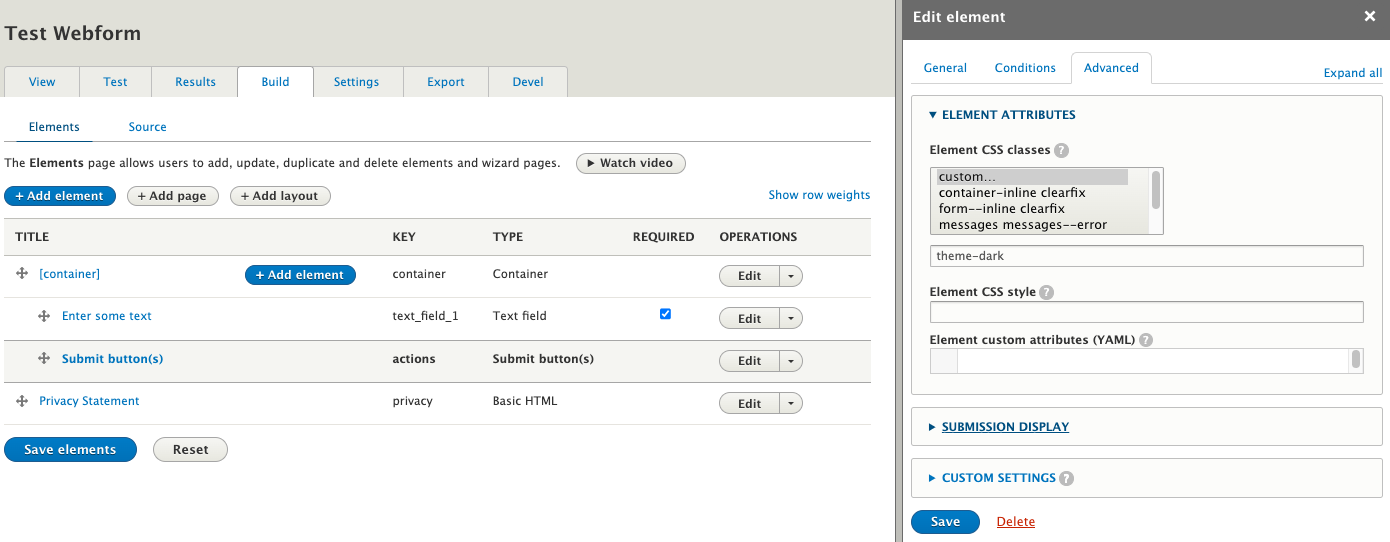 Test Webform
View Test Results Build Settings Export Devel
Elements Source
The Elements page allows users to add, update, duplicate and delete elements and wizard pages. Watch video
+ Add element + Add page + Add layout Show row weights
TITLE KEY TYPE REQUIRED OPERATIONS
[container] + Add element container Container Edit
Enter some text text_field_1 Text field Edit
Submit button(s) actions Submit button(s) Edit
Privacy Statement privacy Basic HTML Edit
Save elements Reset
Edit element ×
General Conditions Advanced Expand all
ELEMENT ATTRIBUTES
Element CSS classes ?
custom...
container-inline clearfix
form--inline clearfix
messages messages--error
theme-dark
Element CSS style ?
Element custom attributes (YAML) ?
SUBMISSION DISPLAY
CUSTOM SETTINGS ?
Save Delete